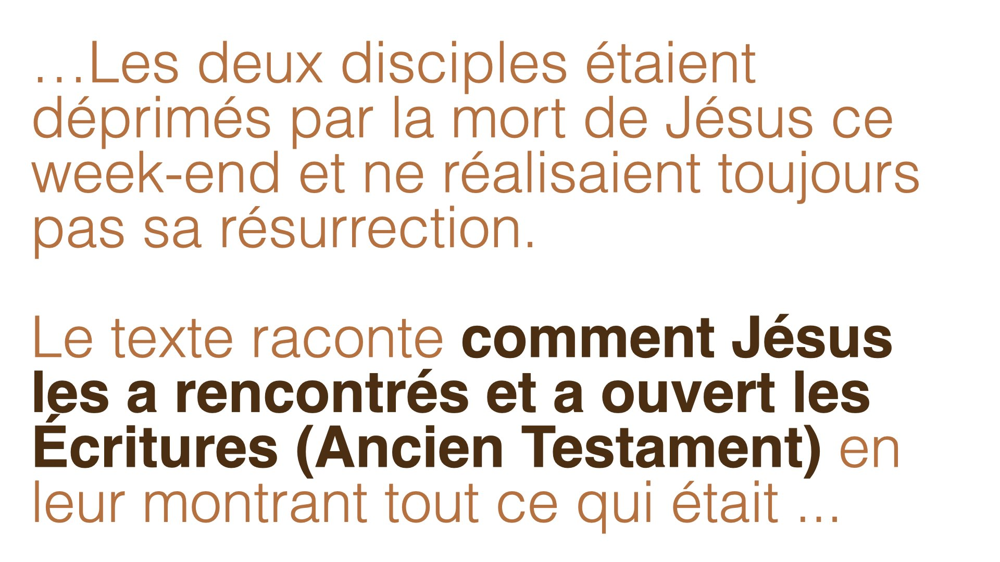 …Les deux disciples étaient
déprimés par la mort de Jésus ce
week-end et ne réalisaient toujours
pas sa résurrection.
Le texte raconte comment Jésus
les a rencontrés et a ouvert les
Écritures (Ancien Testament) en
leur montrant tout ce qui était ...